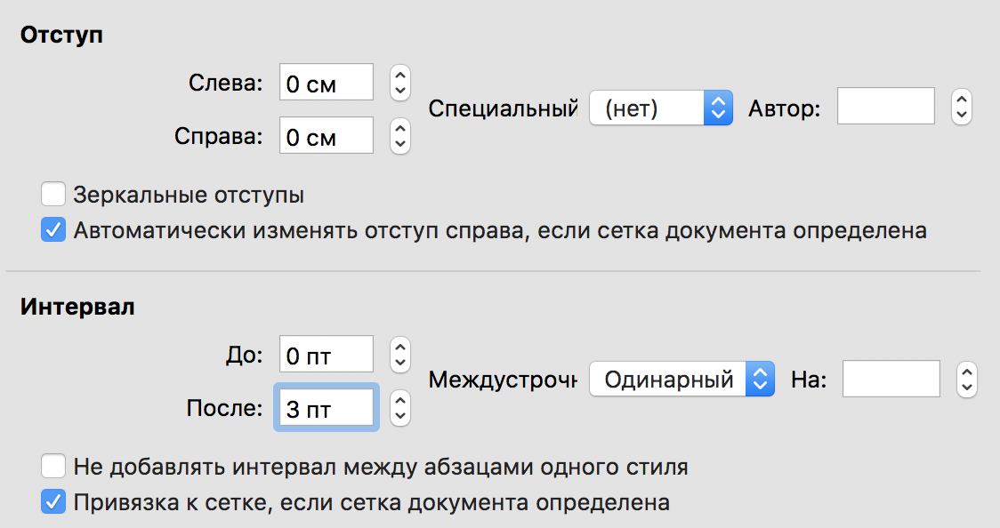 Отступ
Слева: 0 см
Специальный (нет) Автор:
Справа: 0 см
Зеркальные отступы
Автоматически изменять отступ справа, если сетка документа определена
Интервал
До: 0 пт
Междустрочн Одинарный На:
После: 3 пт
Не добавлять интервал между абзацами одного стиля
Привязка к сетке, если сетка документа определена